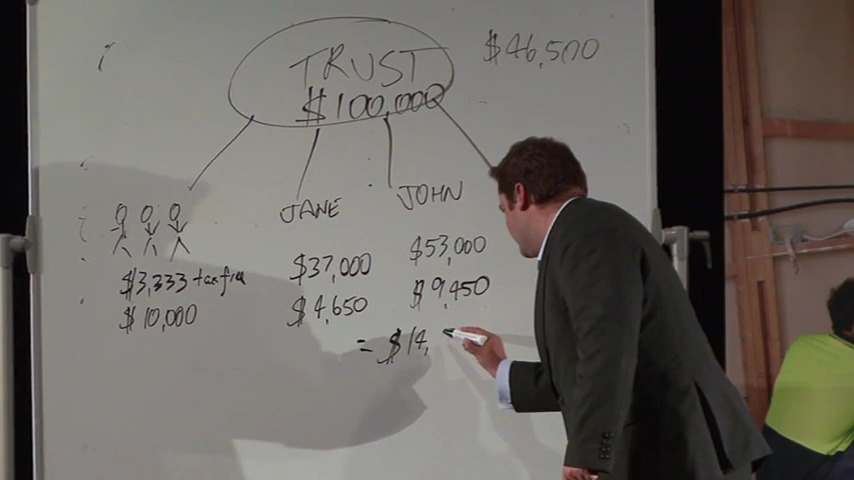 TRUST
$100,000
$46,500
JANE
JOHN
$3,333 tax free
$10,000
$37,000
$4,650
$53,000
$9,450
= $14,